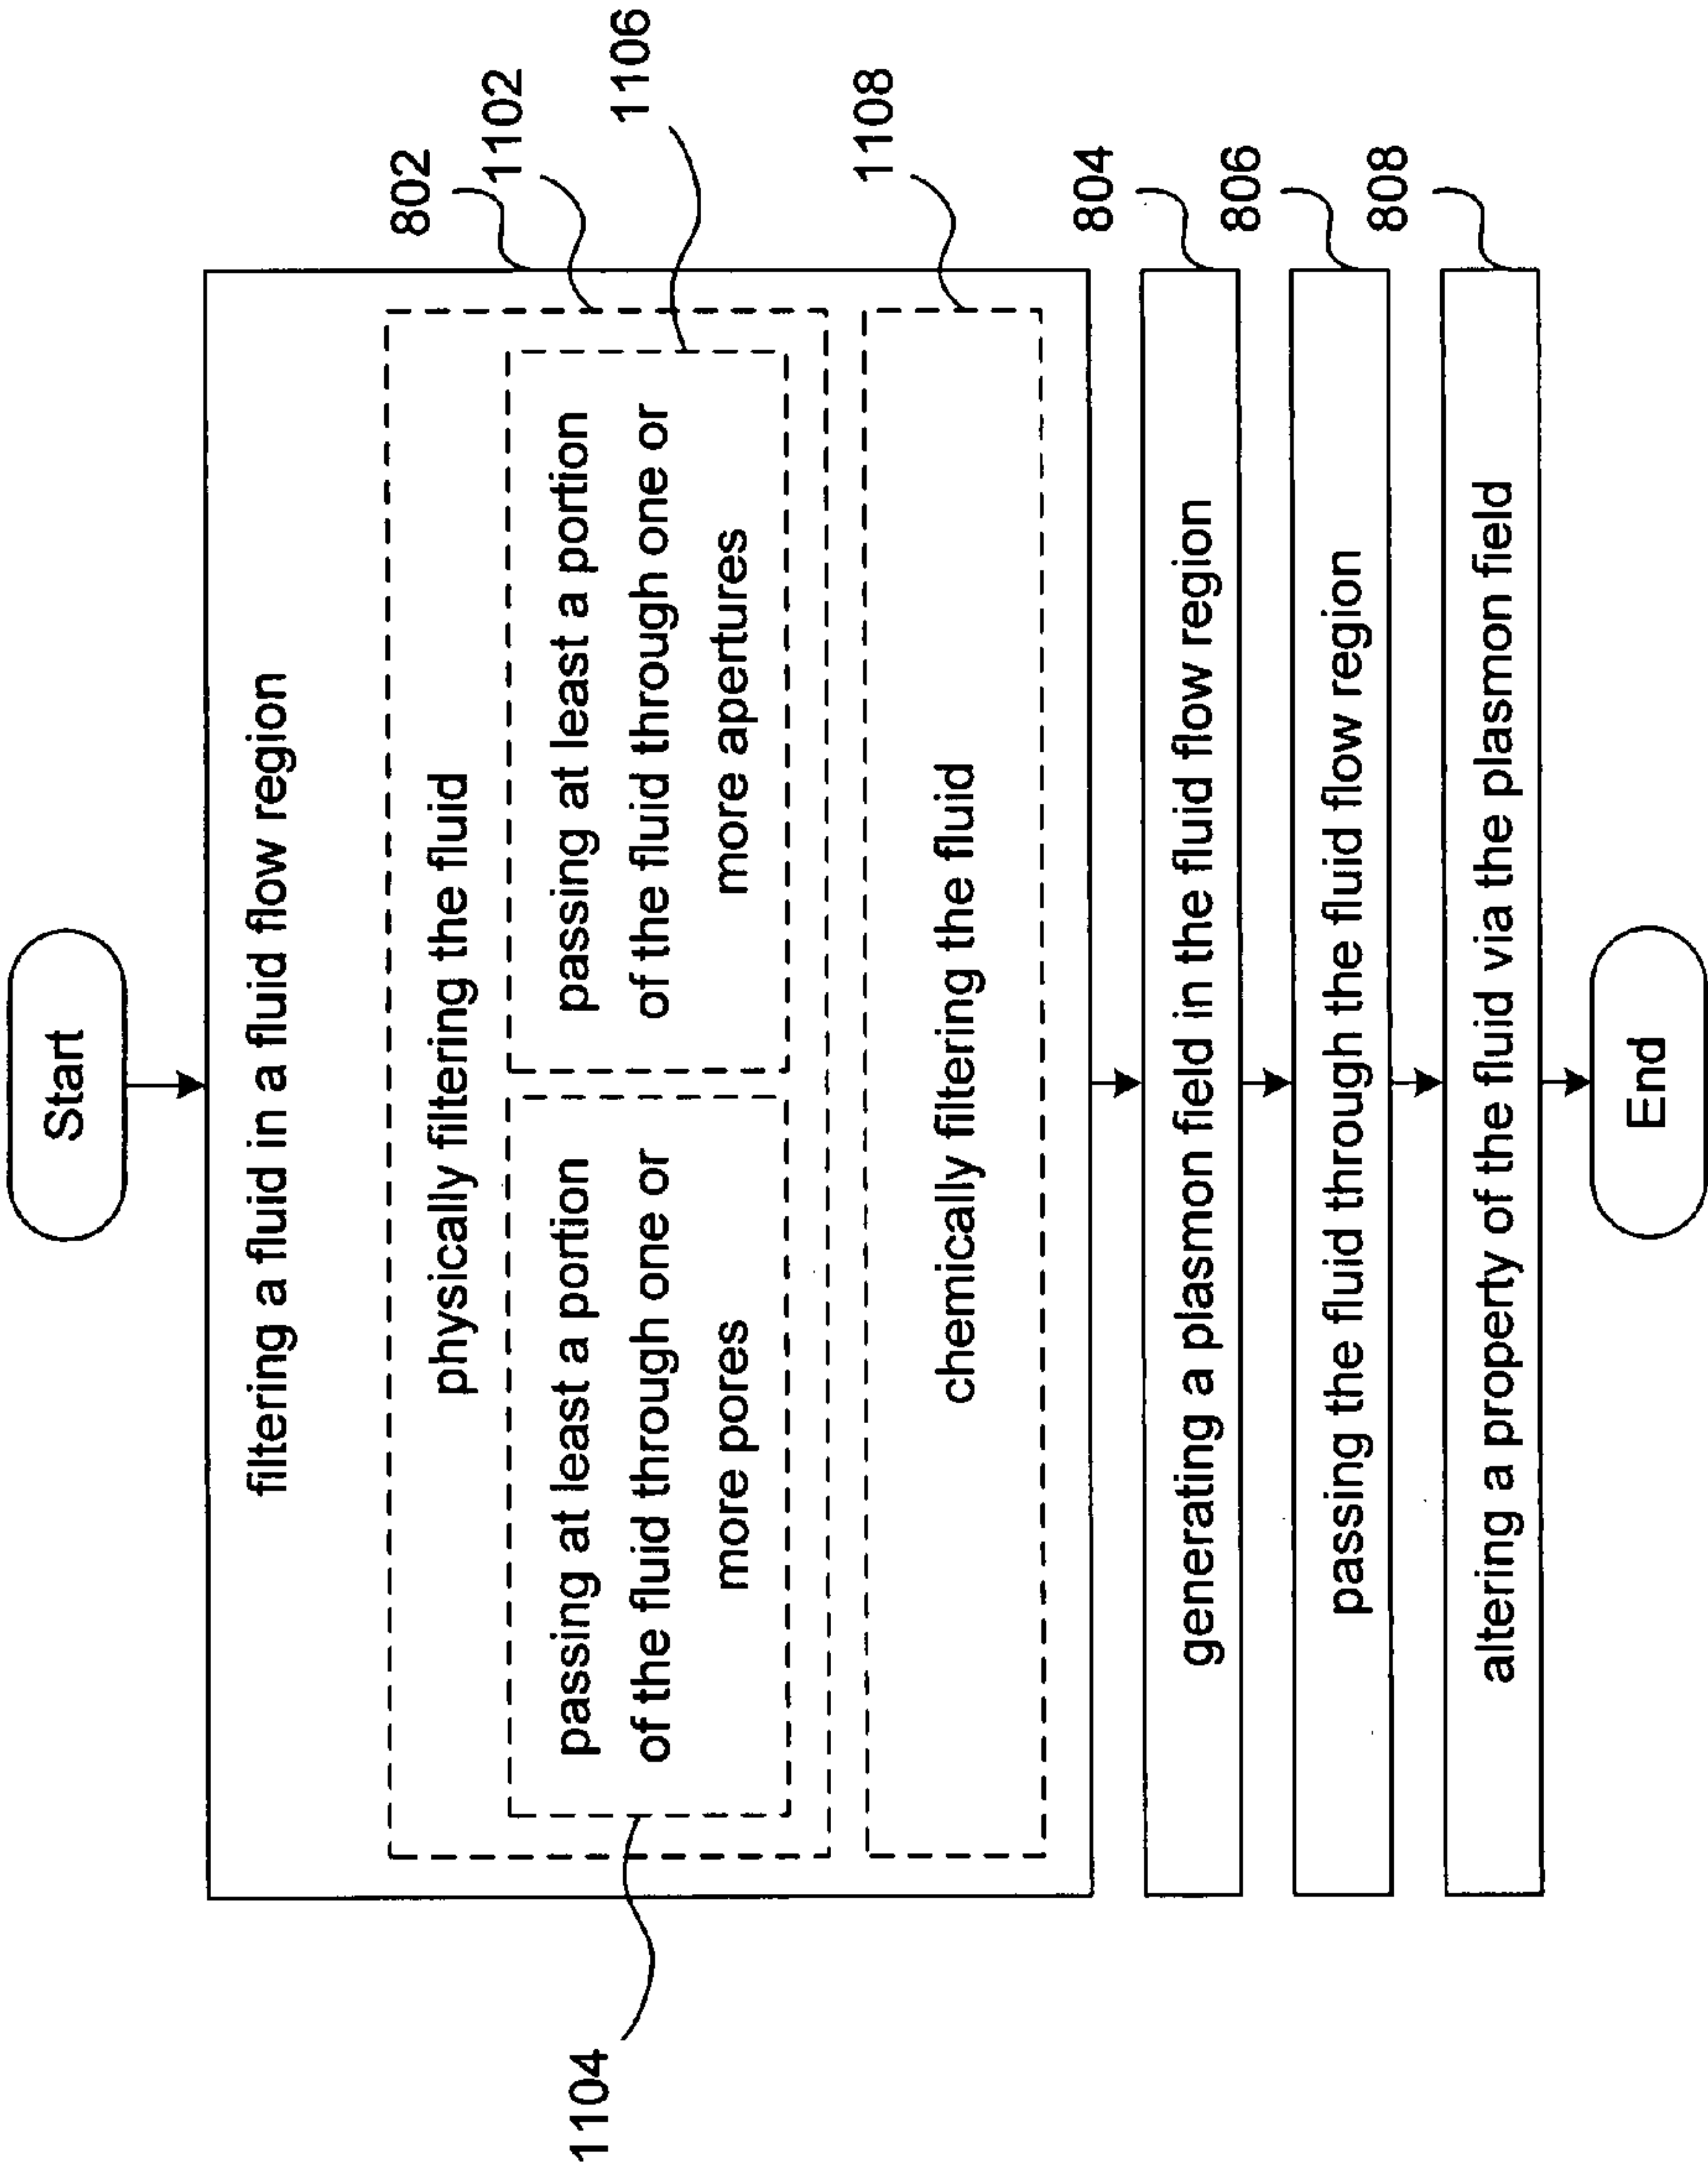 Start
802
filtering a fluid in a fluid flow region
1102
physically filtering the fluid
1106
1104
passing at least a portion
of the fluid through one or
more pores
passing at least a portion
of the fluid through one or
more apertures
1108
chemically filtering the fluid
804
generating a plasmon field in the fluid flow region
806
passing the fluid through the fluid flow region
808
altering a property of the fluid via the plasmon field
End